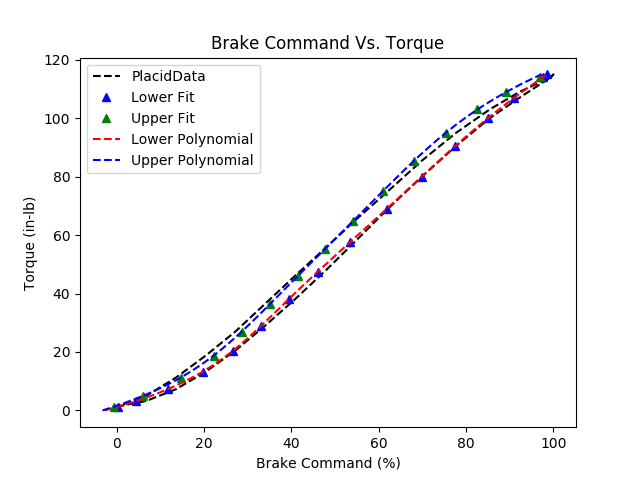 Brake Command Vs. Torque
PlacidData
Lower Fit
Upper Fit
Lower Polynomial
Upper Polynomial
Torque (in-lb)
120
100
80
60
40
20
0
0 20 40 60 80 100
Brake Command (%)